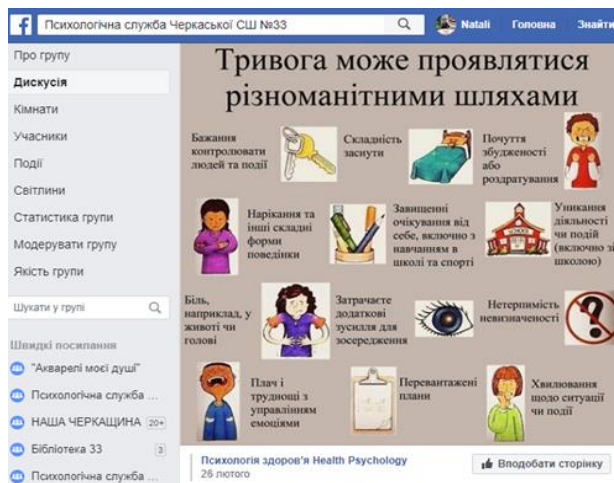 Психологічна служба Черкаської СШ №33
Natali
Головна
Знайти
Про групу
Дискусія
Кімнати
Учасники
Події
Світлини
Статистика групи
Модерувати групу
Якість групи
Шукати у групі
Швидкі посилання
"Акварелі моєї душі"
Психологічна служба ...
НАША ЧЕРКАЩИНА 20+
Бібліотека 33 3
Психологічна служба ...
Тривога може проявлятися
різноманітними шляхами
Бажання
контролювати
людей та події
Складність
заснути
Почуття
збудженості
або
роздратування
Нарікання та
інші складні
форми
поведінки
Завищенні
очікування від
себе, включно з
навчанням в
школі та спорті
SCHOOL
Уникання
діяльності
чи подій
(включно зі
школою)
Біль,
наприклад, у
животі чи
голові
Затрачаєте
додаткові
зусилля для
зосередження
Нетерпимість
невизначеності
Плач і
труднощі з
управлінням
емоціями
Перевантажені
плани
Хвилювання
щодо ситуації
чи події
Психологія здоров'я Health Psychology
26 лютого
Вподобати сторінку